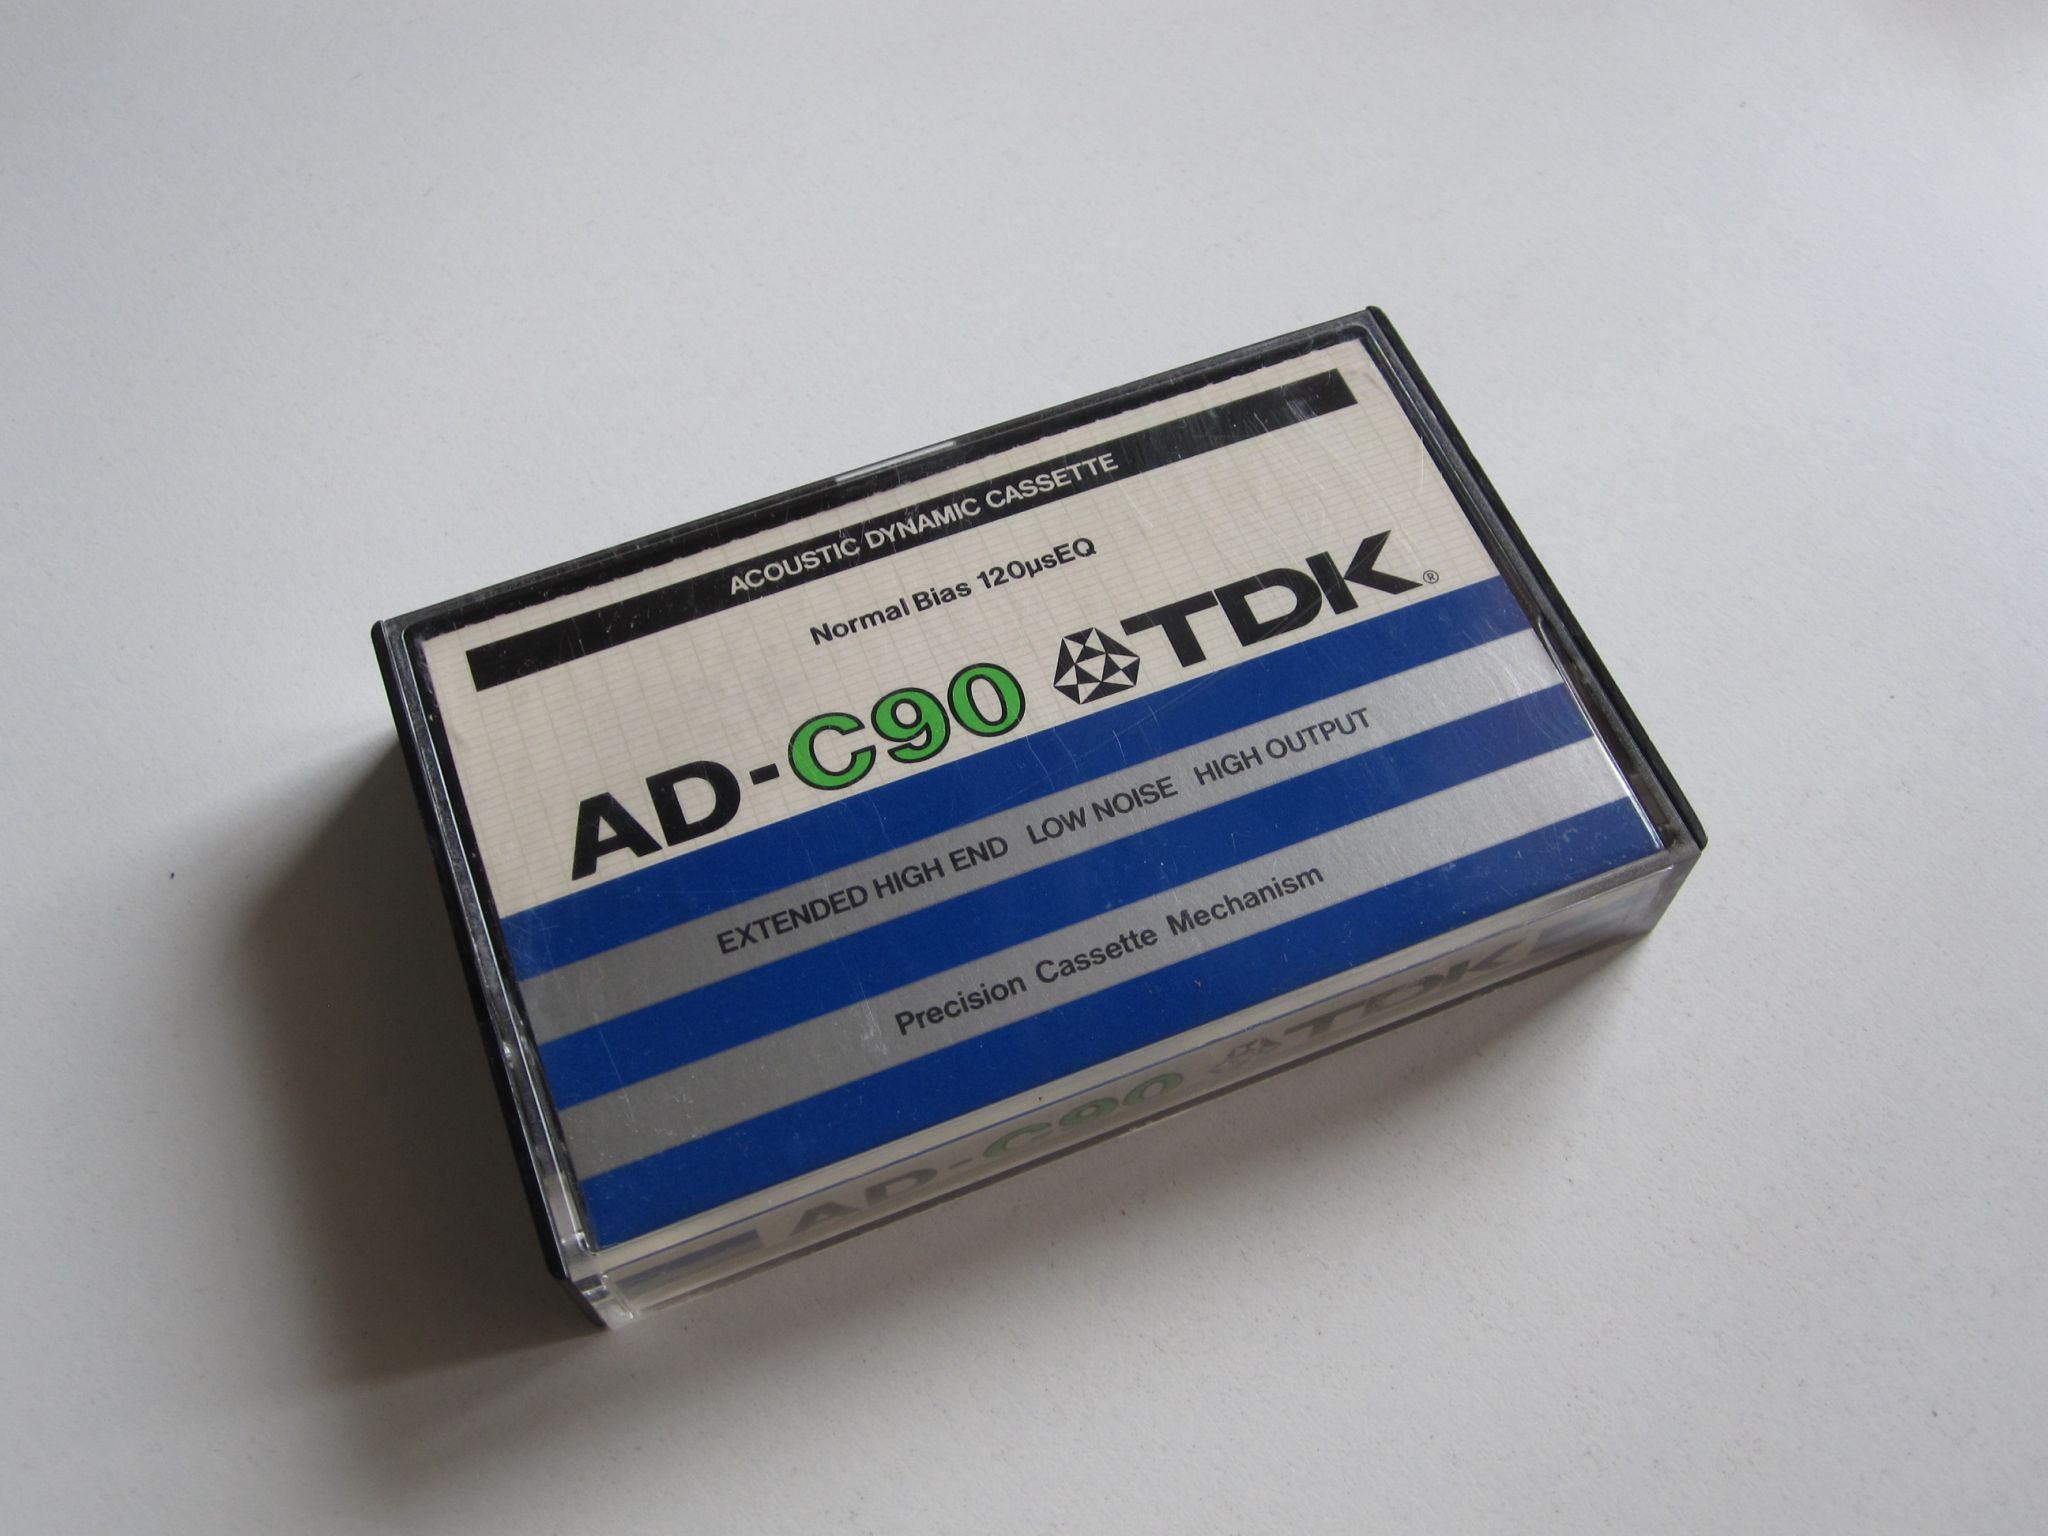 ACOUSTIC DYNAMIC CASSETTE
Normal Bias 120µsEQ
AD-C90 TDK®
EXTENDED HIGH END LOW NOISE HIGH OUTPUT
Precision Cassette Mechanism
AD-C90 TDK